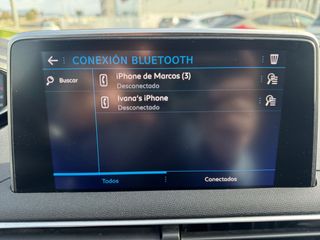 CONEXIÓN BLUETOOTH
Buscar
iPhone de Marcos (3)
Desconectado
Ivana's iPhone
Desconectado
Todos
Conectados